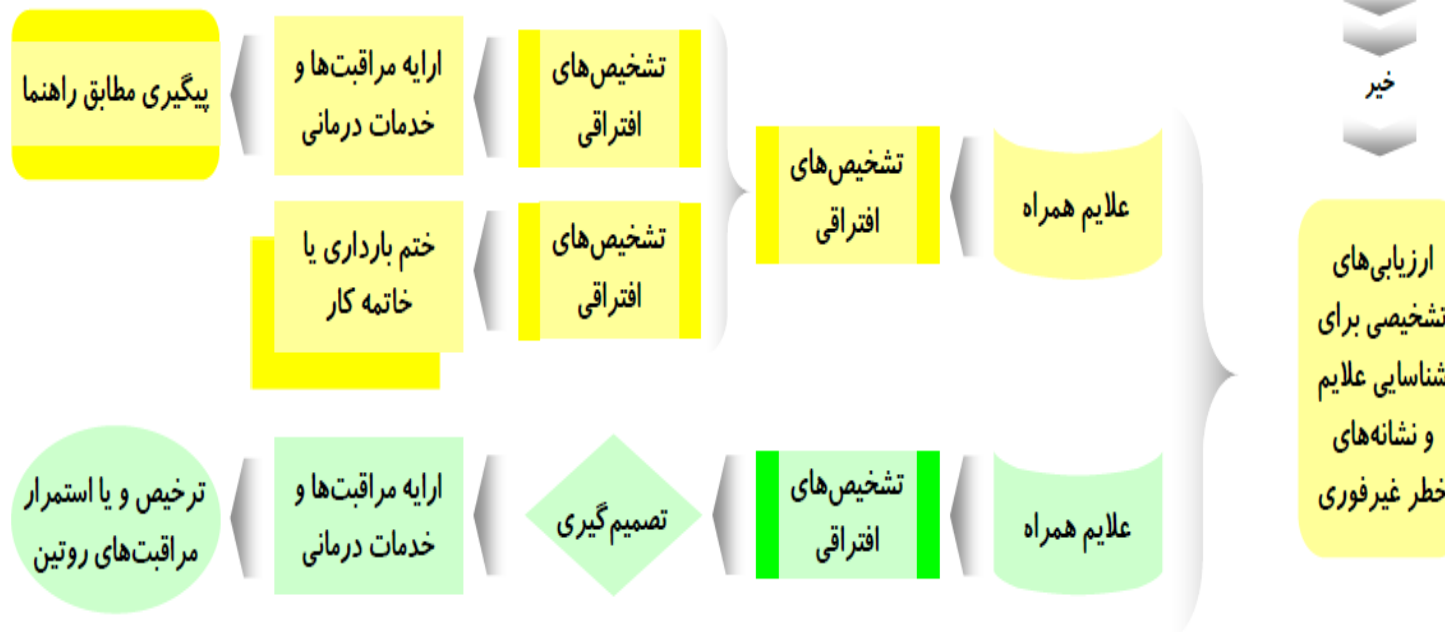 خیر
ارزیابی‌های
تشخیصی برای
شناسایی علایم
و نشانه‌های
خطر غیرفوری
علایم همراه
تشخیص‌های
افتراقی
تشخیص‌های
افتراقی
ارایه مراقبت‌ها و
خدمات درمانی
پیگیری مطابق راهنما
تشخیص‌های
افتراقی
ختم بارداری یا
خاتمه کار
علایم همراه
تشخیص‌های
افتراقی
تصمیم‌گیری
ارایه مراقبت‌ها و
خدمات درمانی
ترخیص و یا استمرار
مراقبت‌های روتین